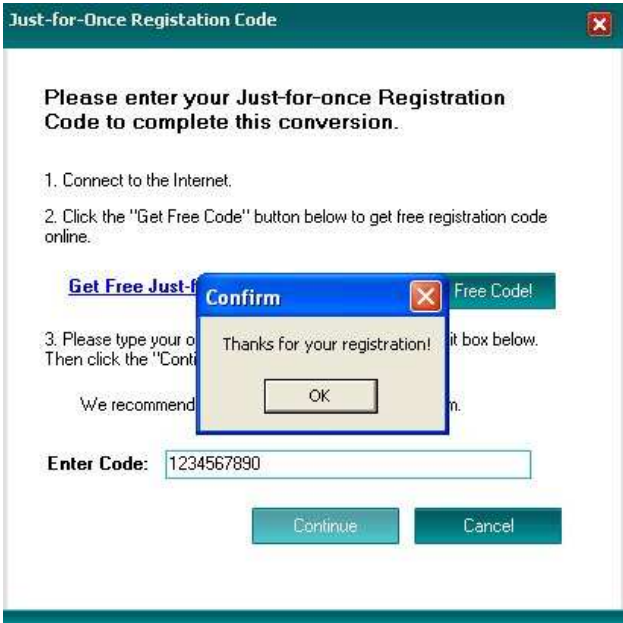 Just-for-Once Registation Code
Please enter your Just-for-once Registration
Code to complete this conversion.
1. Connect to the Internet.
2. Click the "Get Free Code" button below to get free registration code
online.
Get Free Just-f
Free Code!
Confirm
Thanks for your registration!
OK
3. Please type your o
it box below.
Then click the "Conti
We recommend
m.
Enter Code: 1234567890
Continue Cancel